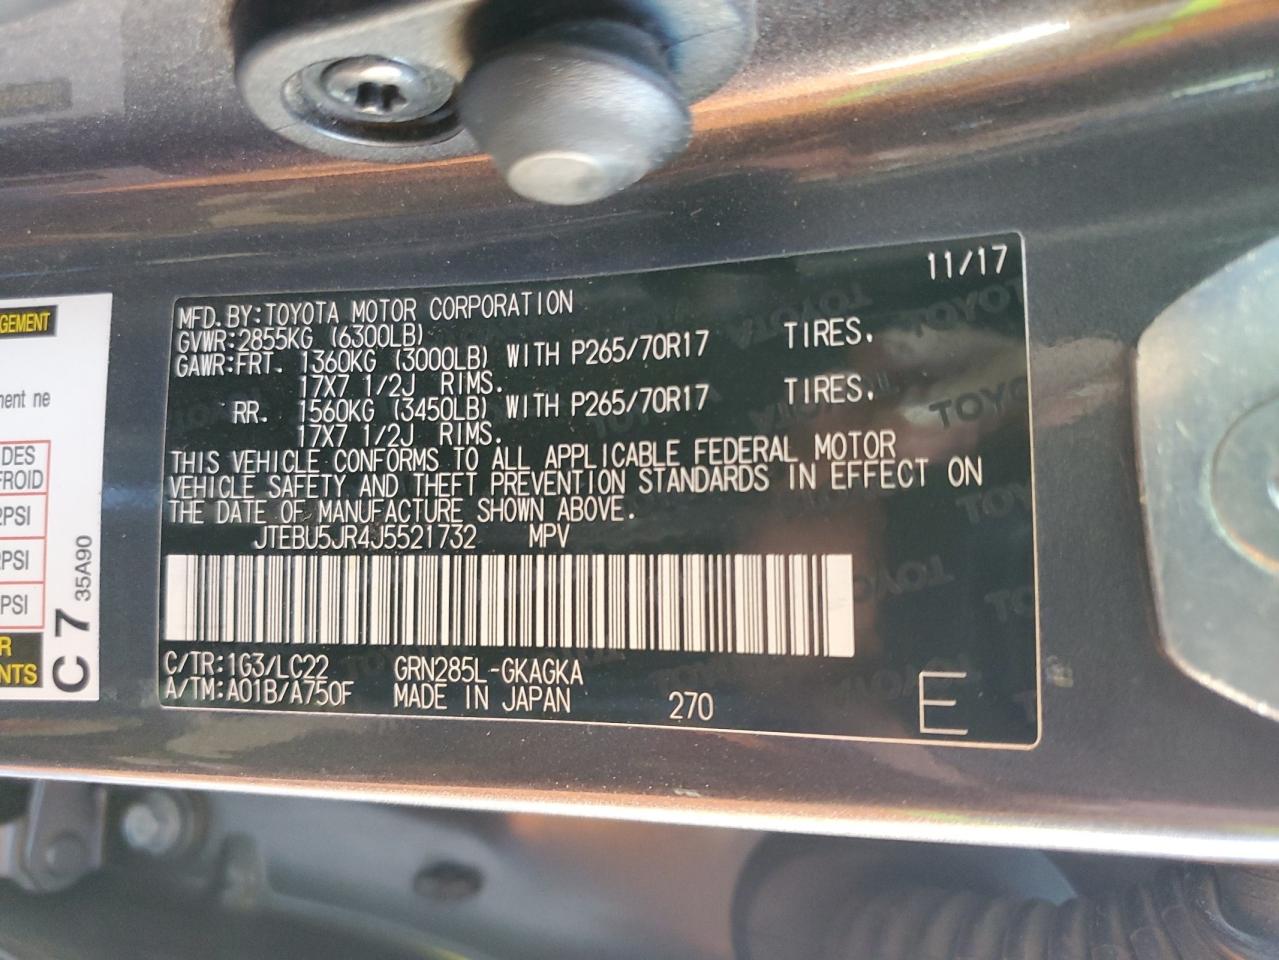 11/17
MFD.BY:TOYOTA MOTOR CORPORATION
GVWR:2855KG (6300LB)
GAWR:FRT. 1360KG (3000LB) WITH P265/70R17 TIRES.
17X7 1/2J RIMS.
RR. 1560KG (3450LB) WITH P265/70R17 TIRES.
17X7 1/2J RIMS.
THIS VEHICLE CONFORMS TO ALL APPLICABLE FEDERAL MOTOR
VEHICLE SAFETY AND THEFT PREVENTION STANDARDS IN EFFECT ON
THE DATE OF MANUFACTURE SHOWN ABOVE.
JTEBU5JR4J5521732 MPV
C/TR:1G3/LC22 GRN285L-GKAGKA
A/TM:A01B/A750F MADE IN JAPAN 270 E
ne
DES
PSI
PSI
PSI
C 7 35A90